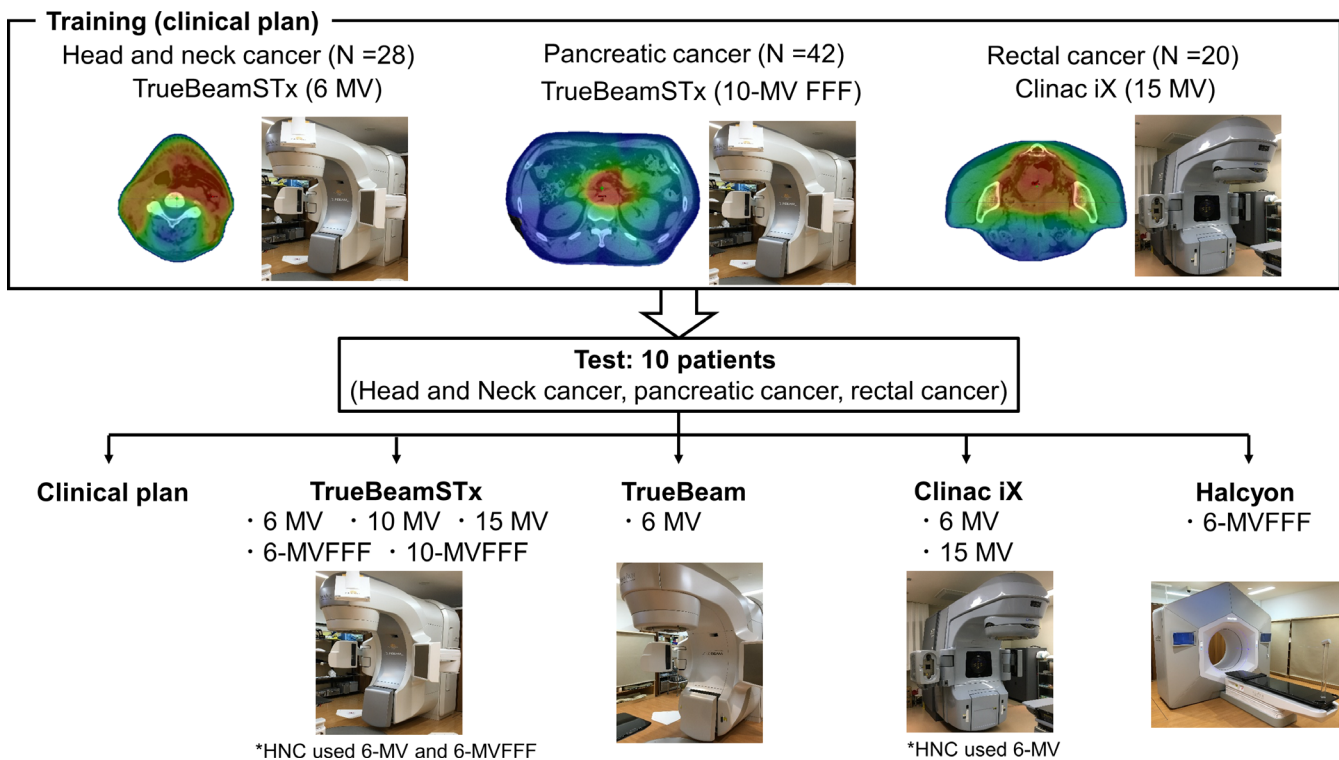 Training (clinical plan)
Head and neck cancer (N =28)
TrueBeamSTx (6 MV)
Pancreatic cancer (N =42)
TrueBeamSTx (10-MV FFF)
Rectal cancer (N =20)
Clinac iX (15 MV)
Test: 10 patients
(Head and Neck cancer, pancreatic cancer, rectal cancer)
Clinical plan
TrueBeamSTx
・6 MV ・10 MV ・15 MV
・6-MVFFF ・10-MVFFF
*HNC used 6-MV and 6-MVFFF
TrueBeam
・6 MV
Clinac iX
・6 MV
・15 MV
*HNC used 6-MV
Halcyon
・6-MVFFF